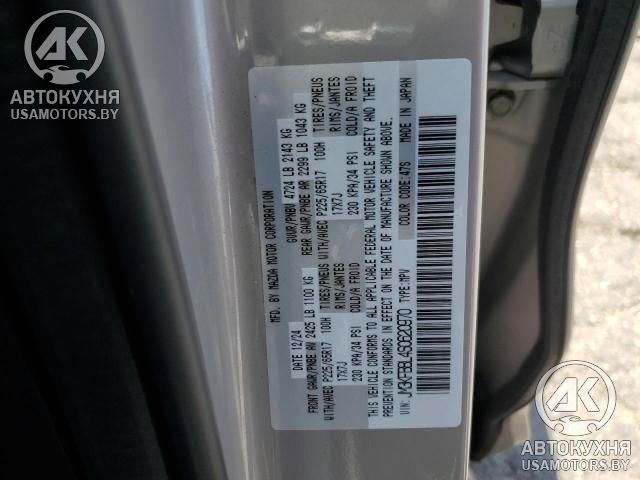 MFD. BY MAZDA MOTOR CORPORATION
DATE 12/24 GVWR/PNBV 4724 LB 2143 KG
FRONT GAWR/PNBE AV 2425 LB 1100 KG REAR GAWR/PNBE AR 2299 LB 1043 KG
WITH/AVEC P225/65R17 100H TIRES/PNEUS WITH/AVEC P225/65R17 100H TIRES/PNEUS
17X7J RIMS/JANTES 17X7J RIMS/JANTES
230 KPA/34 PSI COLD/A FROID 230 KPA/34 PSI COLD/A FROID
THIS VEHICLE CONFORMS TO ALL APPLICABLE FEDERAL MOTOR VEHICLE SAFETY AND THEFT
PREVENTION STANDARDS IN EFFECT ON THE DATE OF MANUFACTURE SHOWN ABOVE.
VIN: JM3KFBBL4S0620970 TYPE:MPV COLOR CODE:47S MADE IN JAPAN
АК
АВТОКУХНЯ
USAMOTORS.BY
АК
АВТОКУХНЯ
USAMOTORS.BY